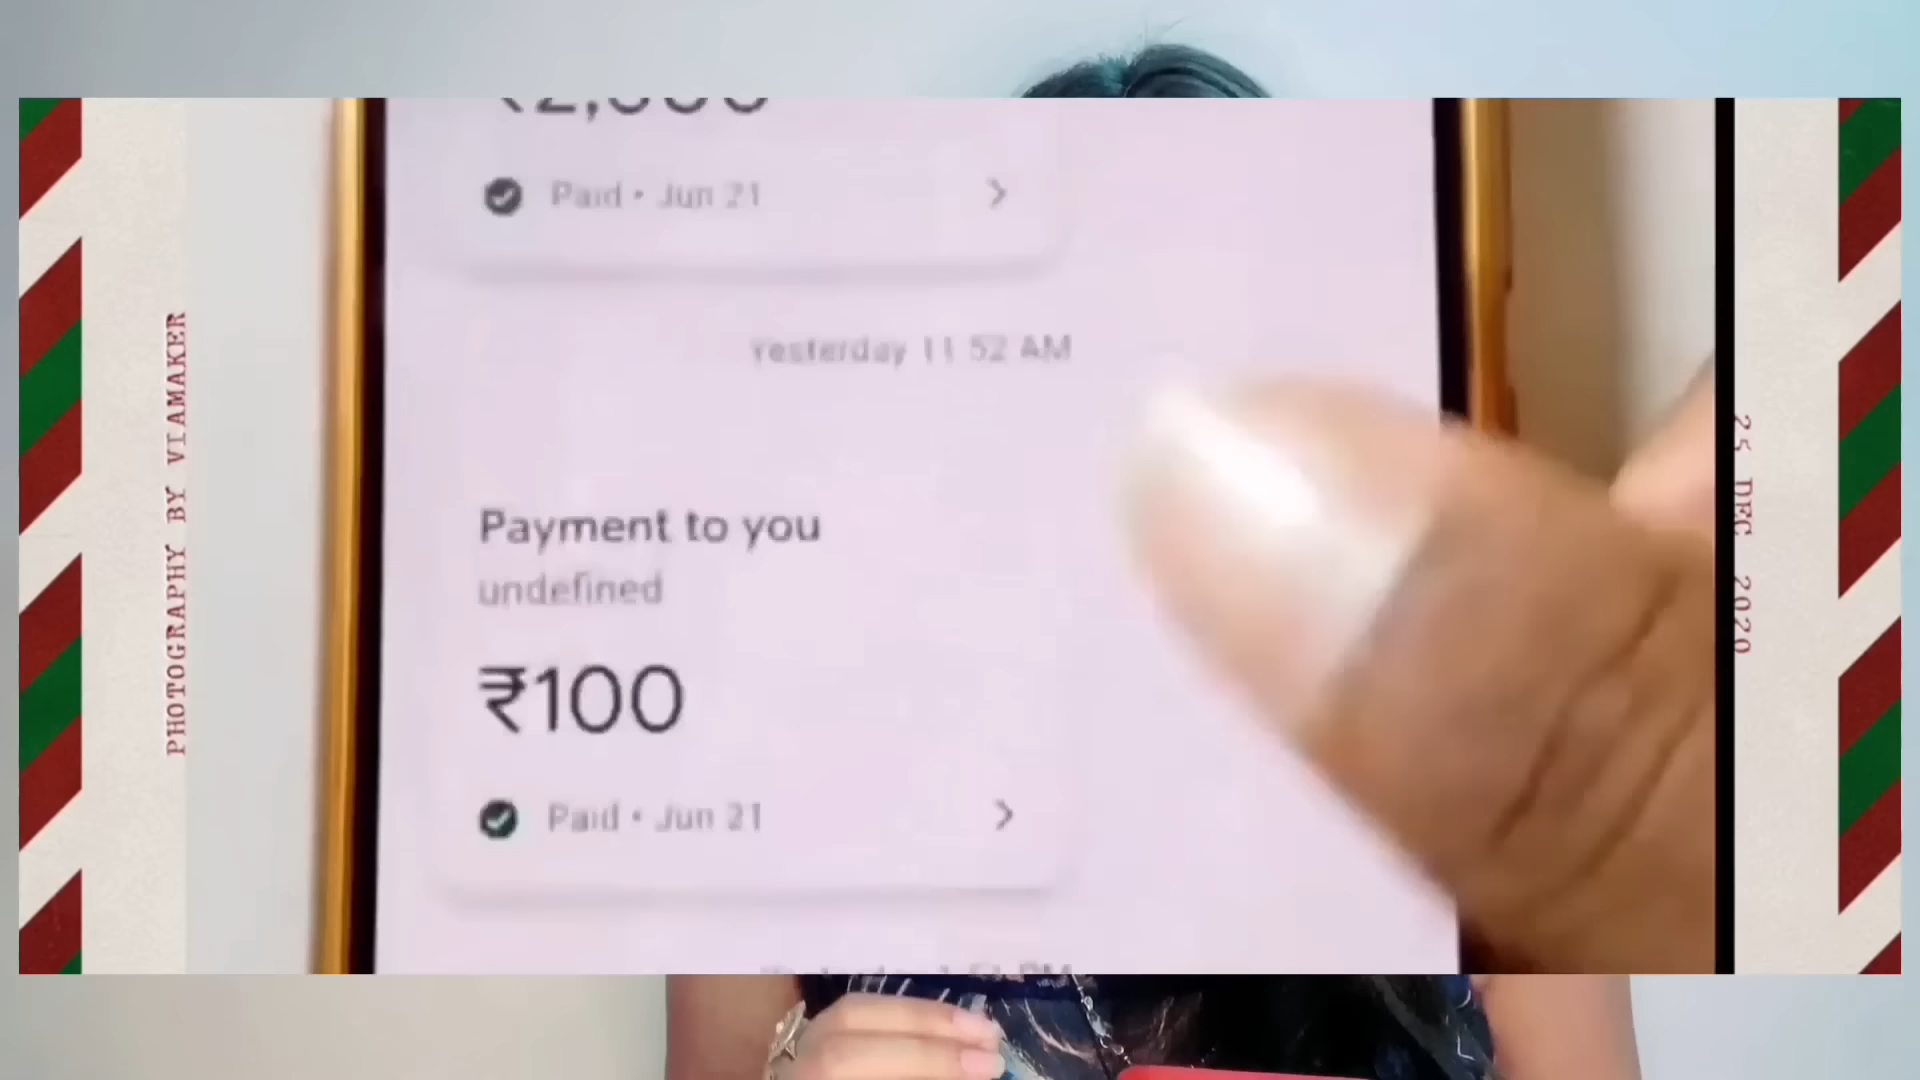 Paid • Jun 21
Yesterday 11 52 AM
Payment to you
undefined
₹100
Paid • Jun 21
PHOTOGRAPHY BY VIAMAKER
25 DEC 2020